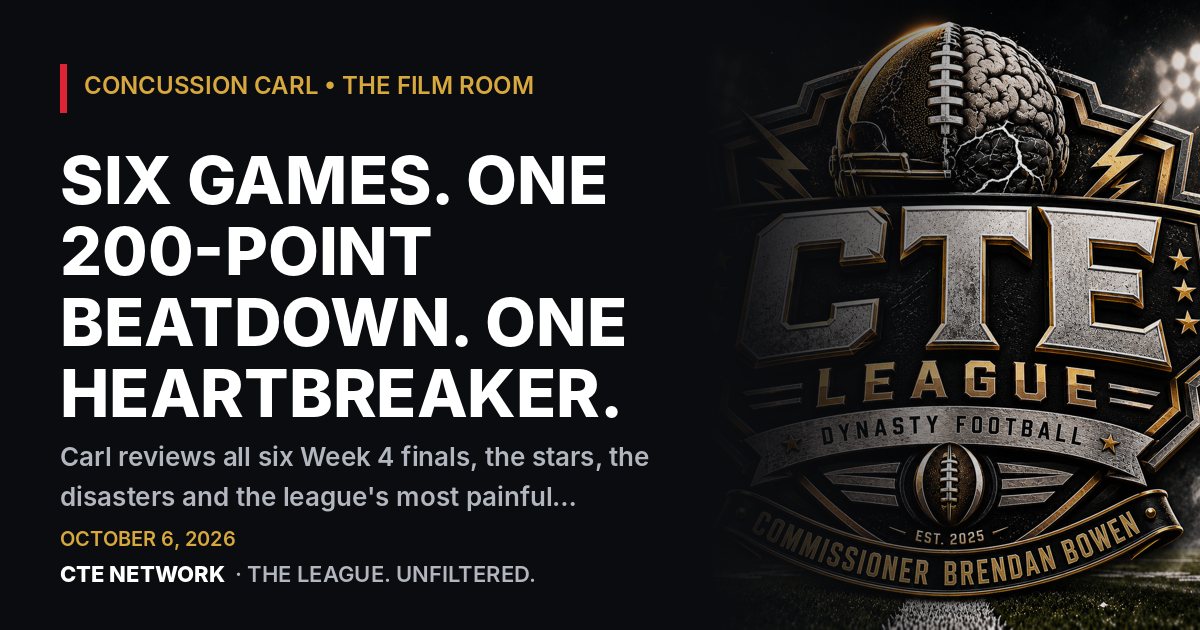 CONCUSSION CARL • THE FILM ROOM
SIX GAMES. ONE
200-POINT
BEATDOWN. ONE
HEARTBREAKER.
Carl reviews all six Week 4 finals, the stars, the
disasters and the league's most painful...
OCTOBER 6, 2026
CTE NETWORK · THE LEAGUE. UNFILTERED.
CTE
LEAGUE
DYNASTY FOOTBALL
EST. 2025
COMMISSIONER BRENDAN BOWEN